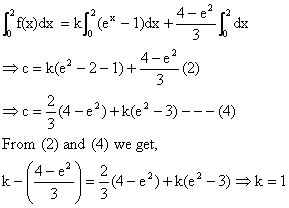 ∫₀² f(x)dx = k∫₀²(eˣ − 1)dx + (4 − e²)/3 ∫₀² dx
⇒ c = k(e² − 2 − 1) + (4 − e²)/3 (2)
⇒ c = 2/3 (4 − e²) + k(e² − 3) − − − (4)
From (2) and (4) we get,
k − ((4 − e²)/3) = 2/3 (4 − e²) + k(e² − 3) ⇒ k = 1